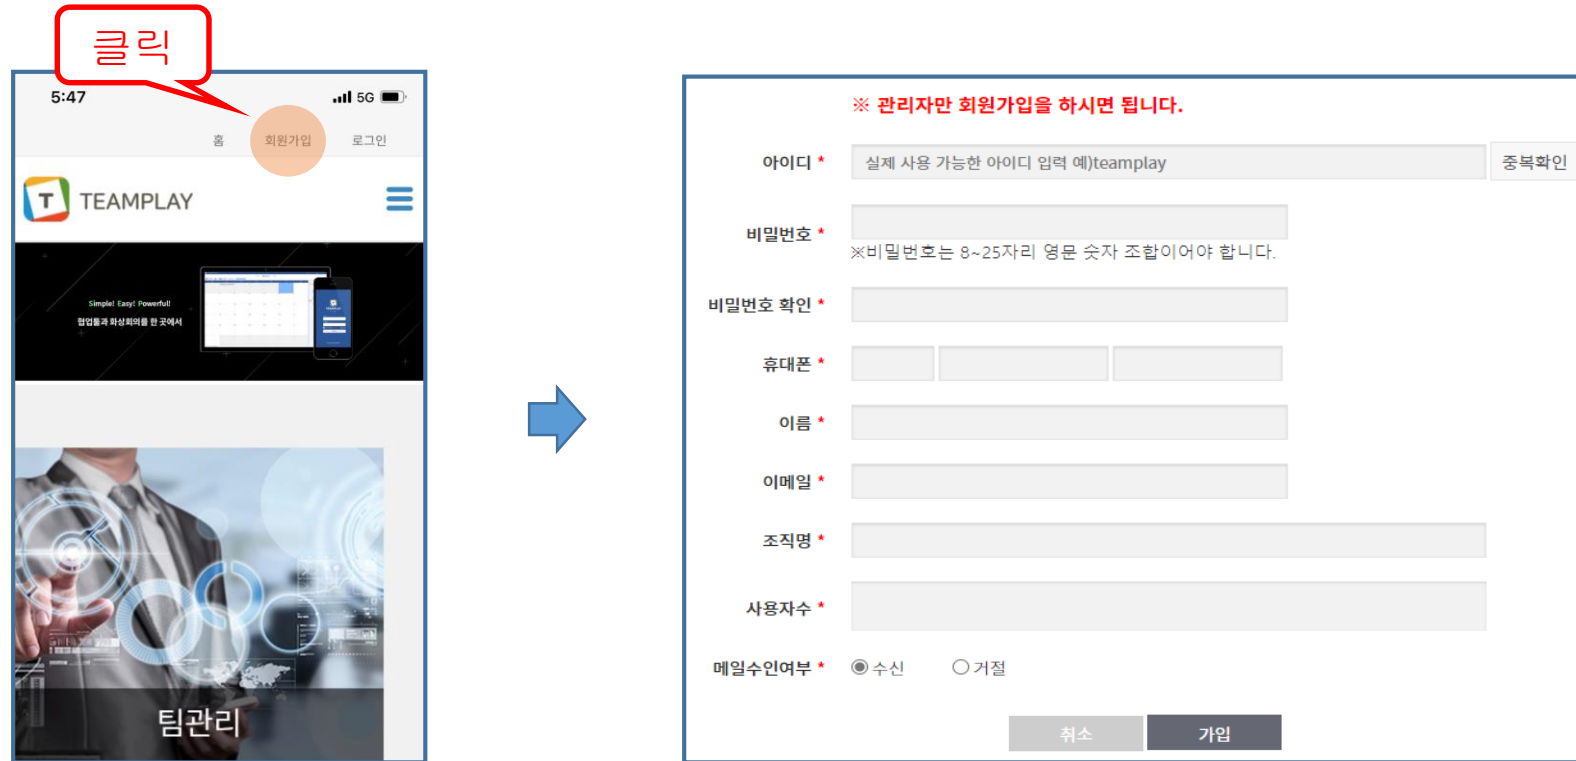 클릭
5:47
5G
홈 회원가입 로그인
T TEAMPLAY
Simple! Easy! Powerful!
협업툴과 화상회의를 한 곳에서
팀관리
※ 관리자만 회원가입을 하시면 됩니다.
아이디 * 실제 사용 가능한 아이디 입력 예)teamplay 중복확인
비밀번호 *
※비밀번호는 8~25자리 영문 숫자 조합이어야 합니다.
비밀번호 확인 *
휴대폰 *
이름 *
이메일 *
조직명 *
사용자수 *
메일수인여부 * 수신 거절
취소 가입